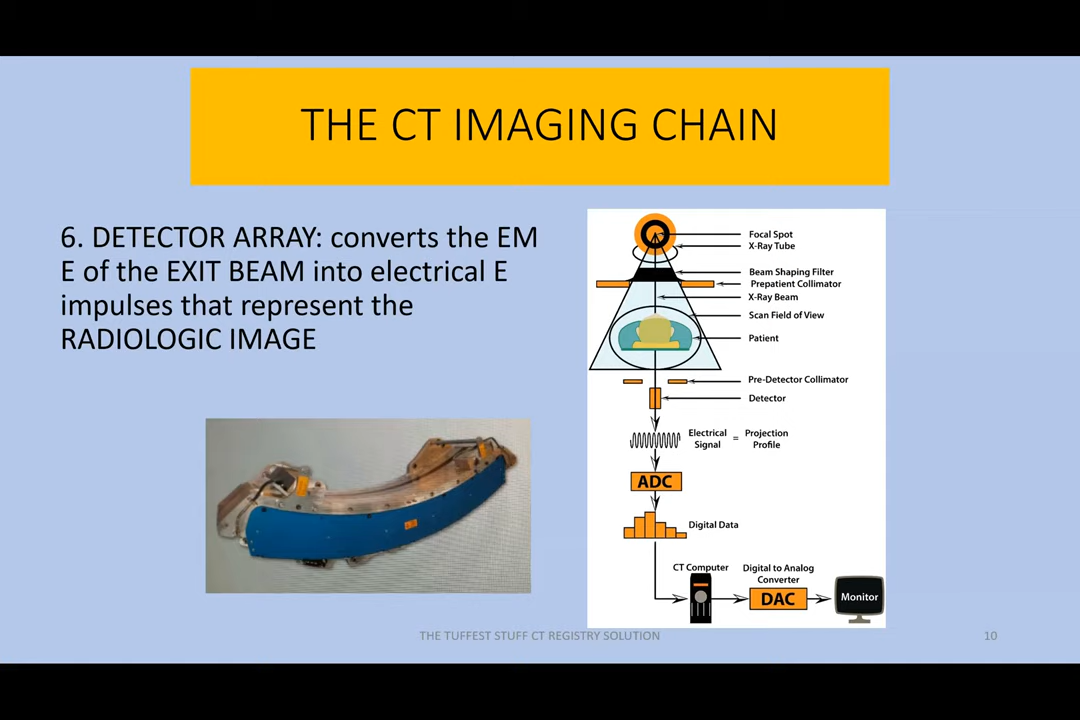 THE CT IMAGING CHAIN
6. DETECTOR ARRAY: converts the EM
E of the EXIT BEAM into electrical E
impulses that represent the
RADIOLOGIC IMAGE
Focal Spot
X-Ray Tube
Beam Shaping Filter
Prepatient Collimator
X-Ray Beam
Scan Field of View
Patient
Pre-Detector Collimator
Detector
Electrical
Signal
=
Projection
Profile
ADC
Digital Data
CT Computer
Digital to Analog
Converter
DAC
Monitor
THE TUFFEST STUFF CT REGISTRY SOLUTION
10